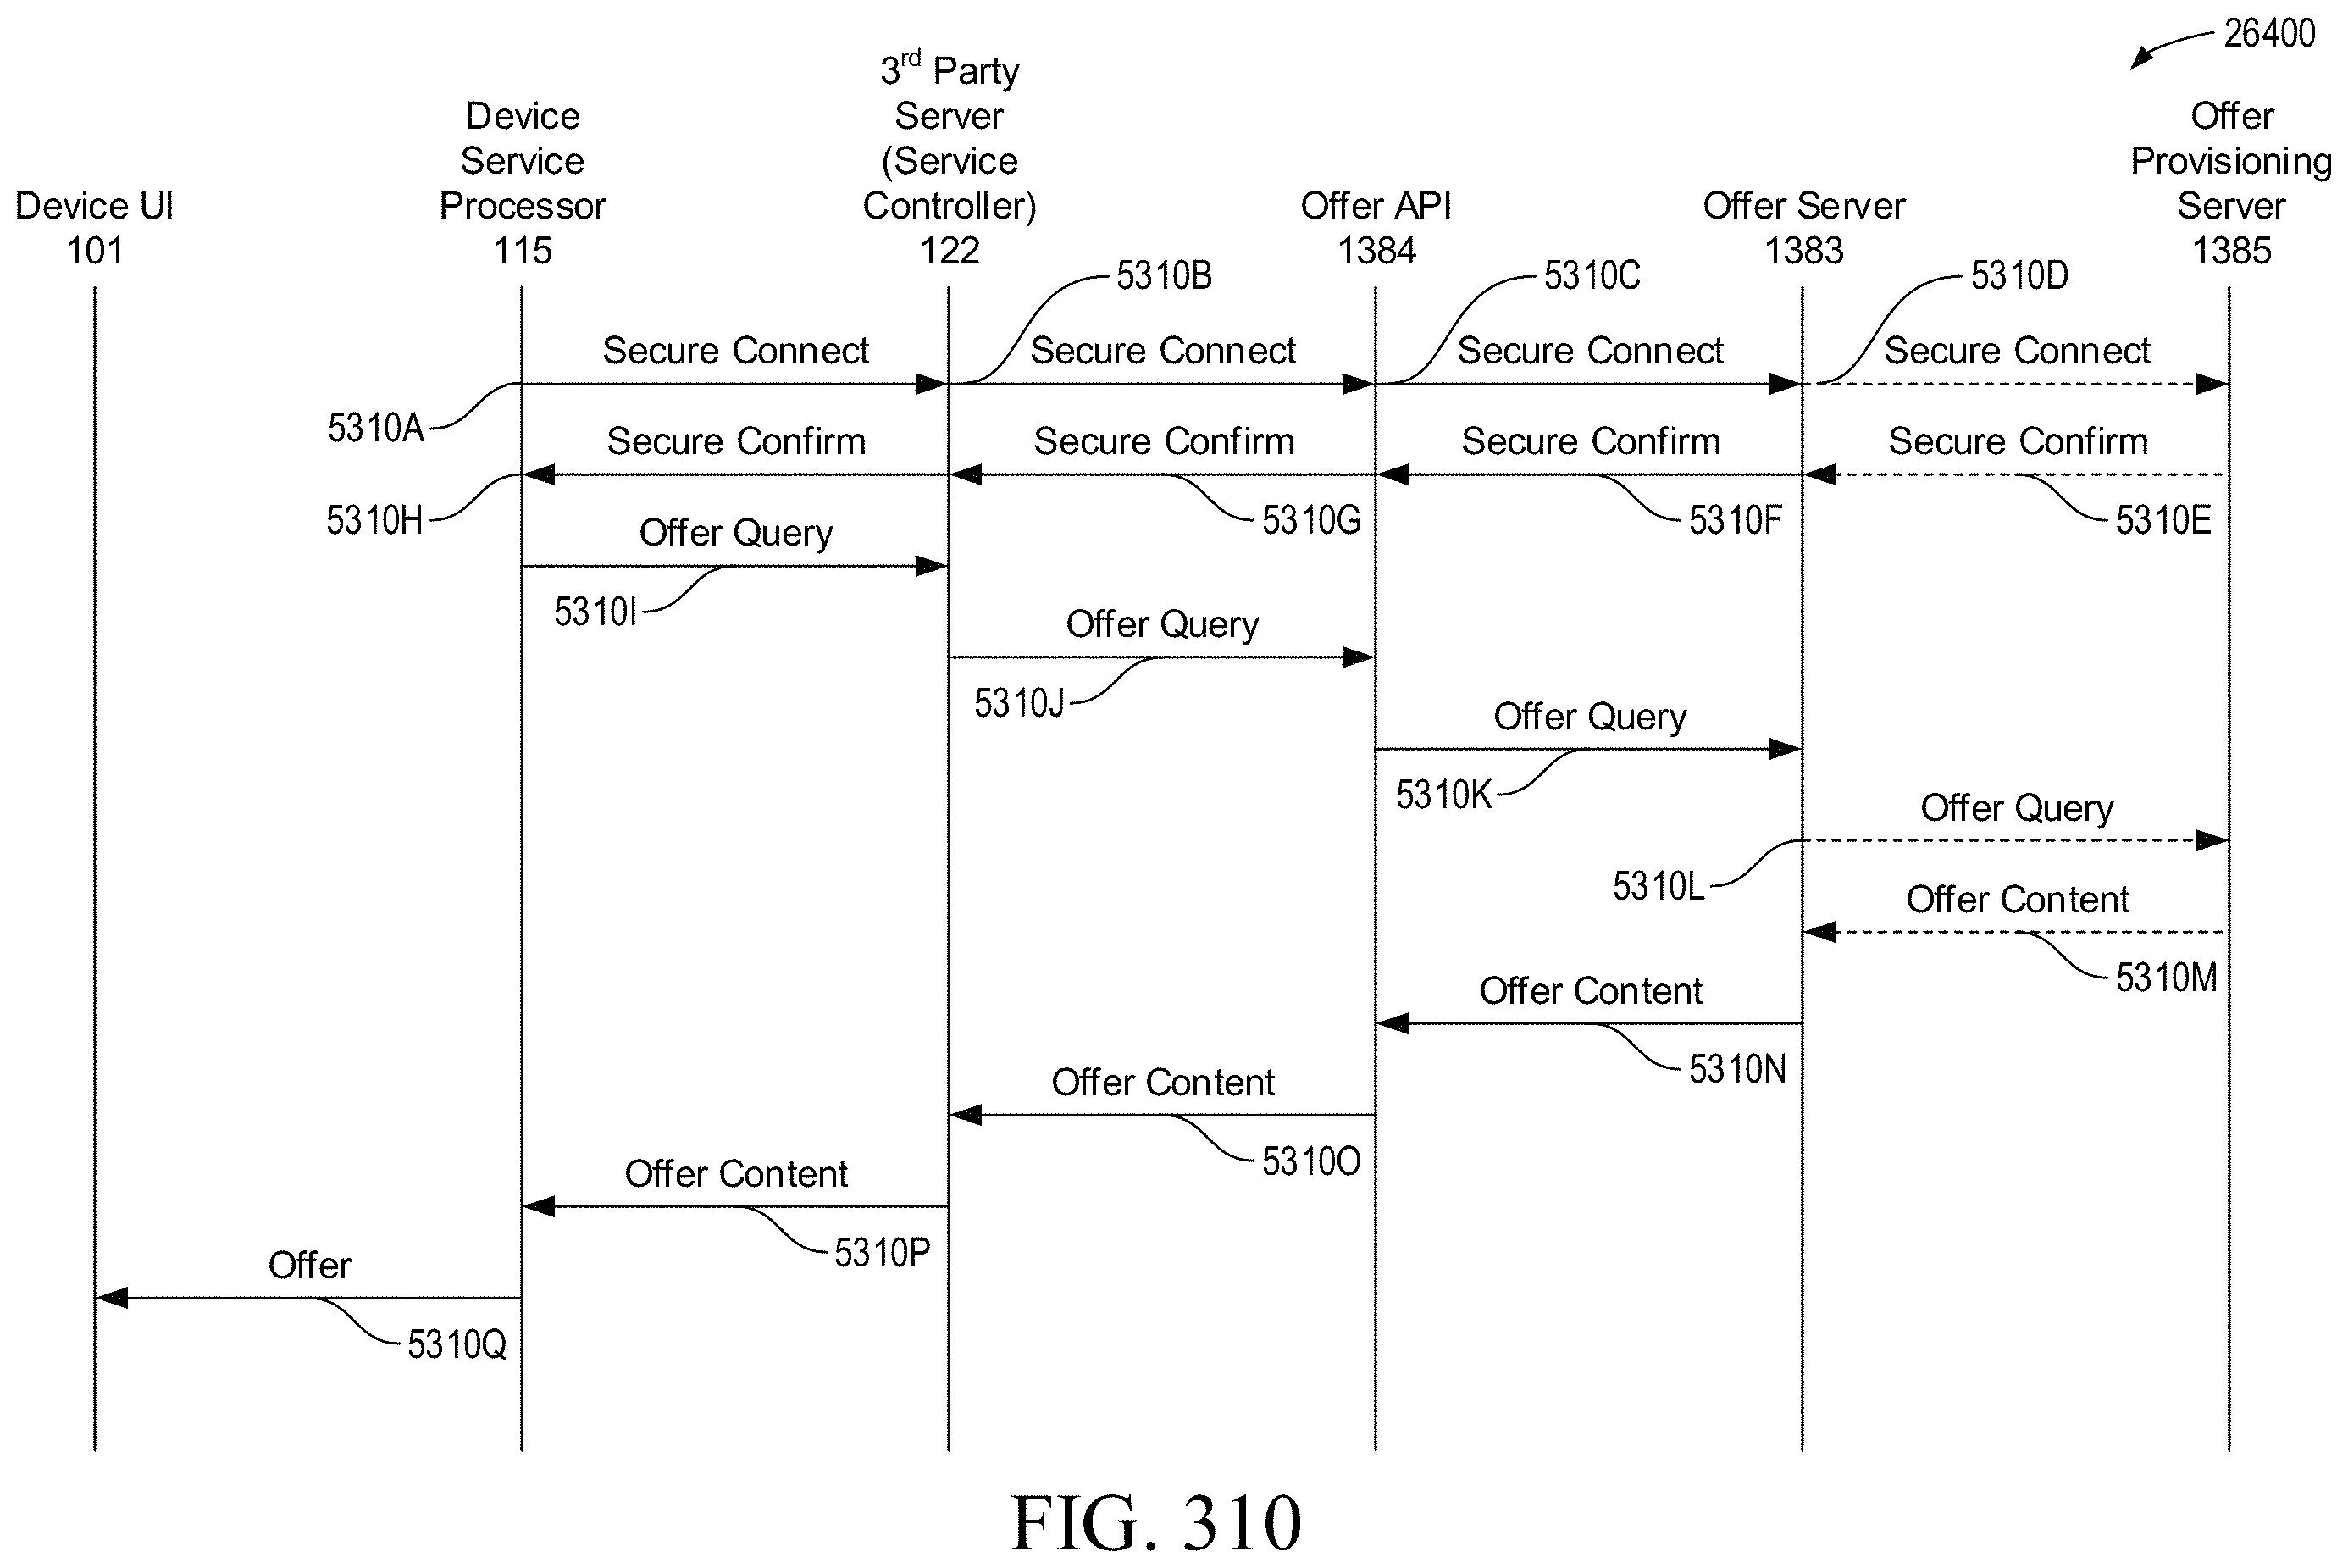 26400
3rd Party
Device
Server
Offer
Service
(Service
Provisioning
Device UI
Processor
Controller)
Offer API
Offer Server
Server
101
115
122
1384
1383
1385
5310B
5310C
5310D
Secure Connect
Secure Connect
Secure Connect
Secure Connect
5310A
Secure Confirm
Secure Confirm
Secure Confirm
Secure Confirm
5310H
5310G
5310F
5310E
Offer Query
5310I
Offer Query
5310J
Offer Query
5310K
Offer Query
5310L
Offer Content
5310M
Offer Content
5310N
Offer Content
5310O
Offer Content
5310P
Offer
5310Q
FIG. 310